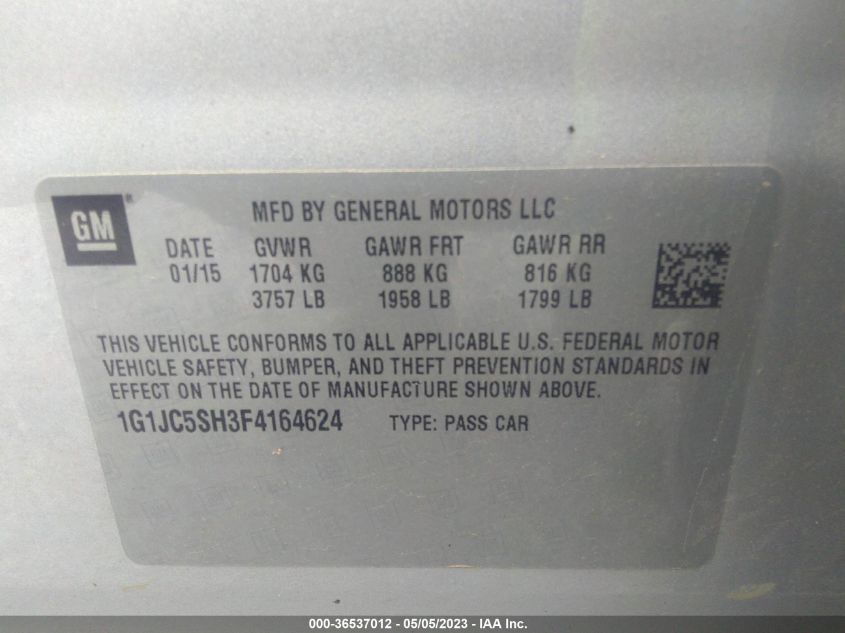 GM ®
MFD BY GENERAL MOTORS LLC
DATE GVWR GAWR FRT GAWR RR
01/15 1704 KG 888 KG 816 KG
3757 LB 1958 LB 1799 LB
THIS VEHICLE CONFORMS TO ALL APPLICABLE U.S. FEDERAL MOTOR
VEHICLE SAFETY, BUMPER, AND THEFT PREVENTION STANDARDS IN
EFFECT ON THE DATE OF MANUFACTURE SHOWN ABOVE.
1G1JC5SH3F4164624 TYPE: PASS CAR
000-36537012 - 05/05/2023 - IAA Inc.